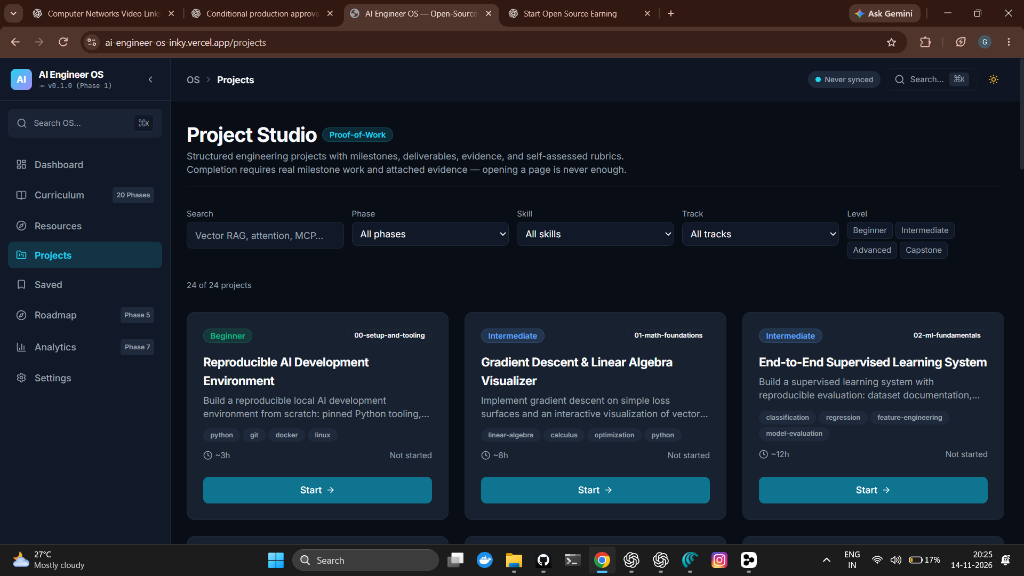 Computer Networks Video Link
Conditional production approva
AI Engineer OS — Open-Source
Start Open Source Earning
Ask Gemini
ai-engineer-os-inky.vercel.app/projects
G
AI
AI Engineer OS
v0.1.0 (Phase 1)
Search OS...
⌘K
Dashboard
Curriculum
20 Phases
Resources
Projects
Saved
Roadmap
Phase 5
Analytics
Phase 7
Settings
OS > Projects
Never synced
Search...
⌘K
Project Studio
Proof-of-Work
Structured engineering projects with milestones, deliverables, evidence, and self-assessed rubrics.
Completion requires real milestone work and attached evidence — opening a page is never enough.
Search
Vector RAG, attention, MCP...
Phase
All phases
Skill
All skills
Track
All tracks
Level
Beginner
Intermediate
Advanced
Capstone
24 of 24 projects
Beginner
00-setup-and-tooling
Reproducible AI Development
Environment
Build a reproducible local AI development
environment from scratch: pinned Python tooling,...
python git docker linux
~3h
Not started
Start →
Intermediate
01-math-foundations
Gradient Descent & Linear Algebra
Visualizer
Implement gradient descent on simple loss
surfaces and an interactive visualization of vector...
linear-algebra calculus optimization python
~8h
Not started
Start →
Intermediate
02-ml-fundamentals
End-to-End Supervised Learning System
Build a supervised learning system with
reproducible evaluation: dataset documentation,...
classification regression feature-engineering
model-evaluation
~12h
Not started
Start →
27°C
Mostly cloudy
Search
ENG
IN
17%
20:25
14-11-2026